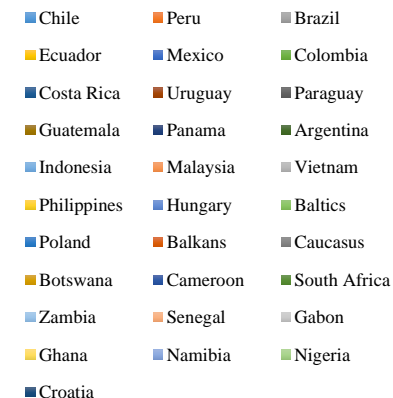 Chile Peru Brazil
Ecuador Mexico Colombia
Costa Rica Uruguay Paraguay
Guatemala Panama Argentina
Indonesia Malaysia Vietnam
Philippines Hungary Baltics
Poland Balkans Caucasus
Botswana Cameroon South Africa
Zambia Senegal Gabon
Ghana Namibia Nigeria
Croatia